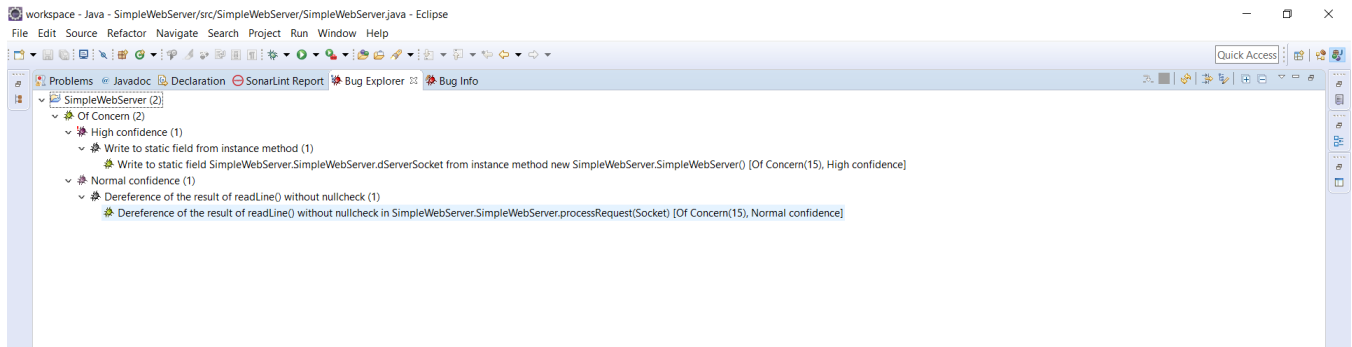 workspace - Java - SimpleWebServer/src/SimpleWebServer/SimpleWebServer.java - Eclipse
File Edit Source Refactor Navigate Search Project Run Window Help
Quick Access
Problems Javadoc Declaration SonarLint Report Bug Explorer Bug Info
SimpleWebServer (2)
Of Concern (2)
High confidence (1)
Write to static field from instance method (1)
Write to static field SimpleWebServer.SimpleWebServer.dServerSocket from instance method new SimpleWebServer.SimpleWebServer() [Of Concern(15), High confidence]
Normal confidence (1)
Dereference of the result of readLine() without nullcheck (1)
Dereference of the result of readLine() without nullcheck in SimpleWebServer.SimpleWebServer.processRequest(Socket) [Of Concern(15), Normal confidence]